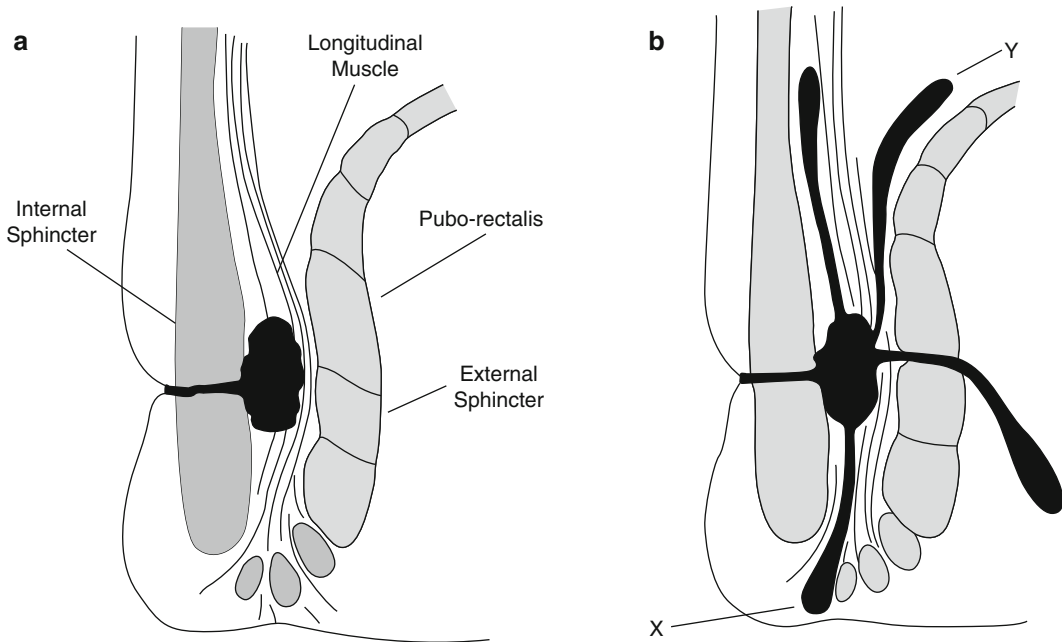 a
Longitudinal
Muscle
Internal
Sphincter
Pubo-rectalis
External
Sphincter
b
Y
X